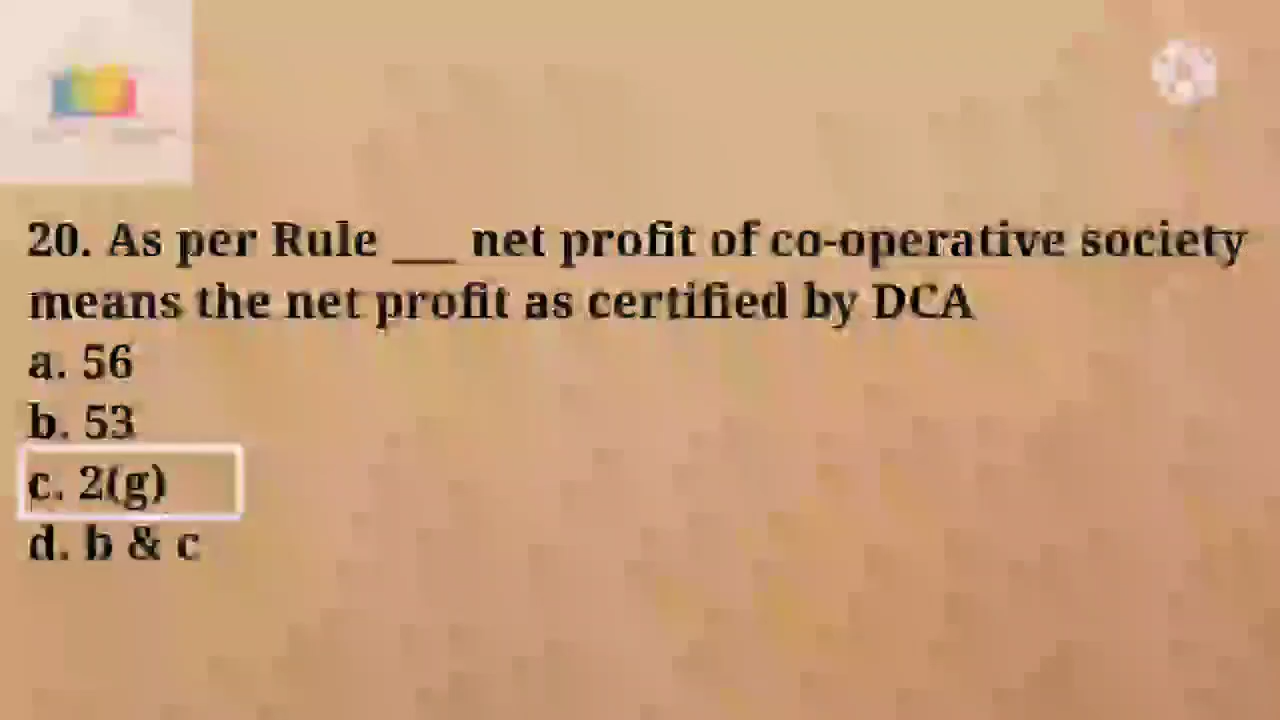 20. As per Rule ___ net profit of co-operative society
means the net profit as certified by DCA
a. 56
b. 53
c. 2(g)
d. b & c